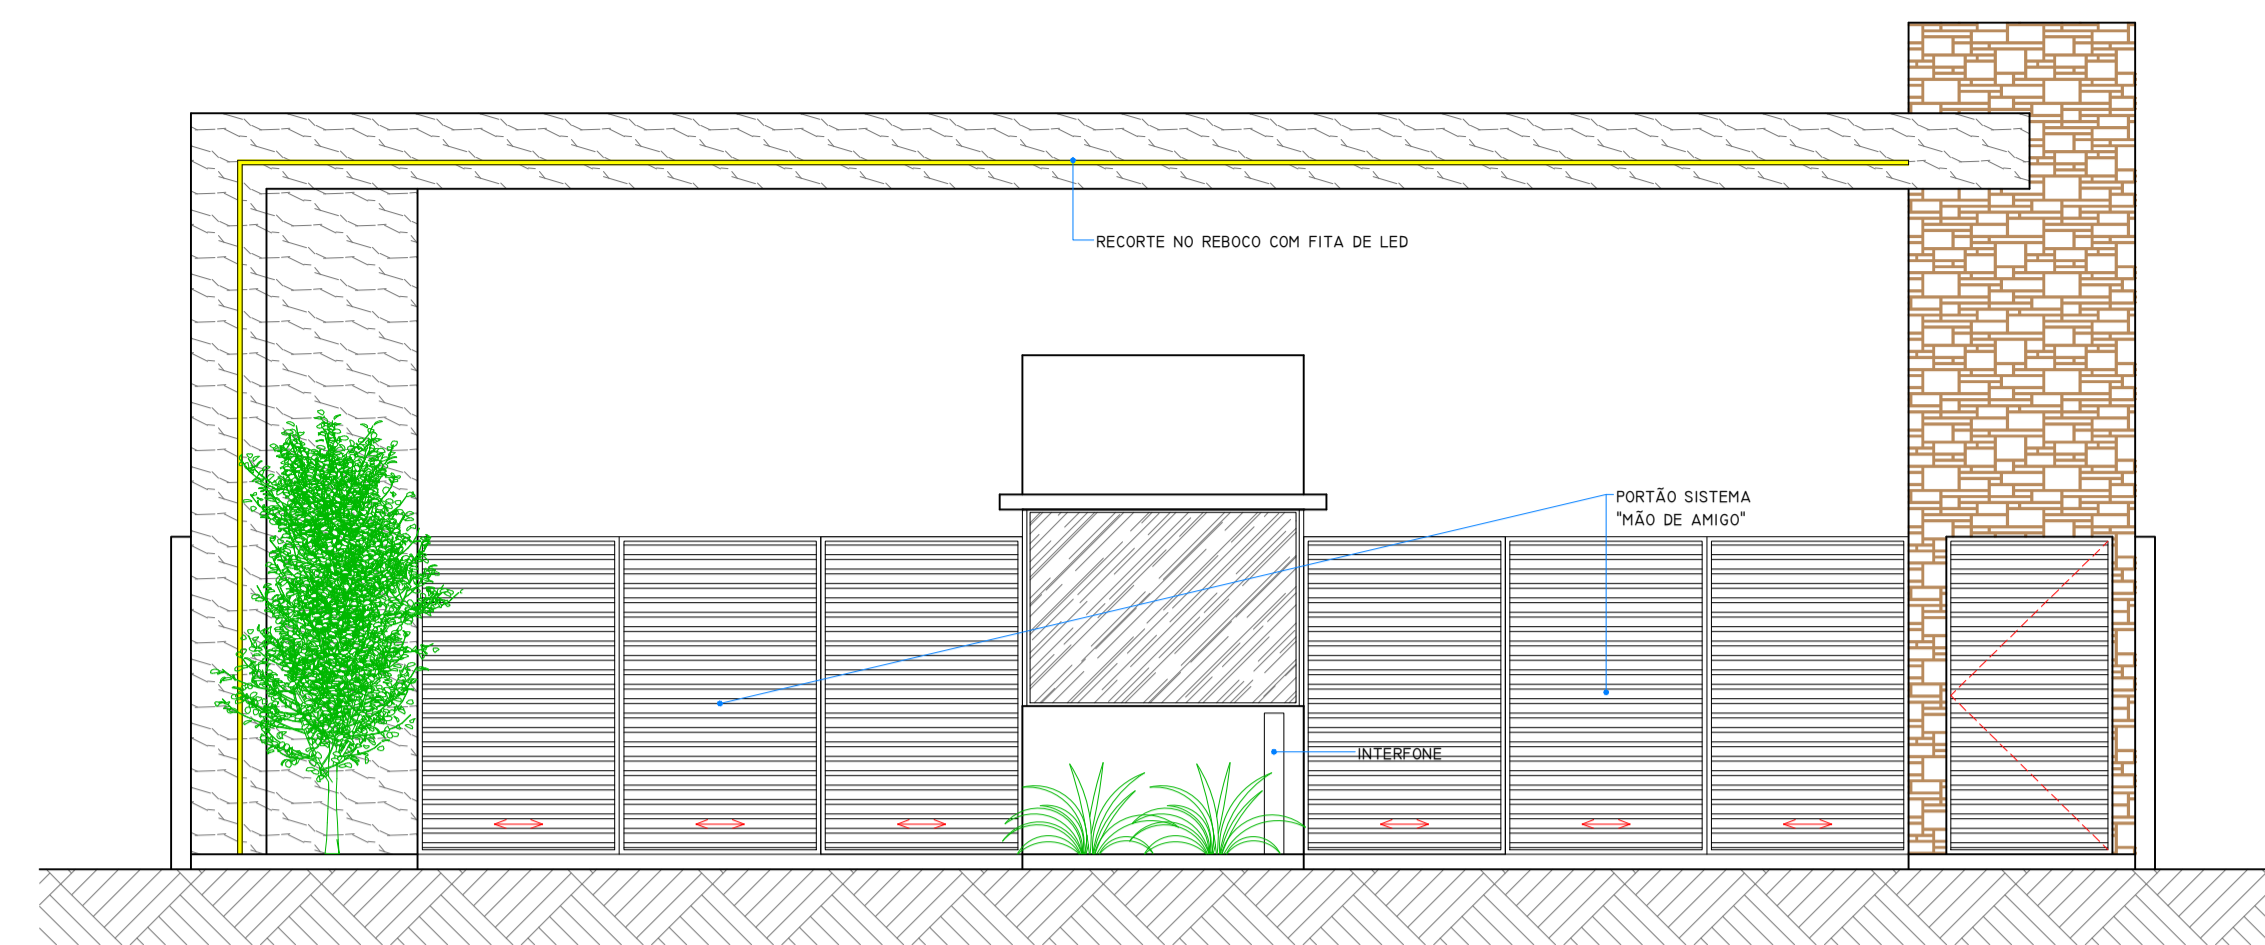 RECORTE NO REBOCO COM FITA DE LED
PORTÃO SISTEMA
"MÃO DE AMIGO"
INTERFONE